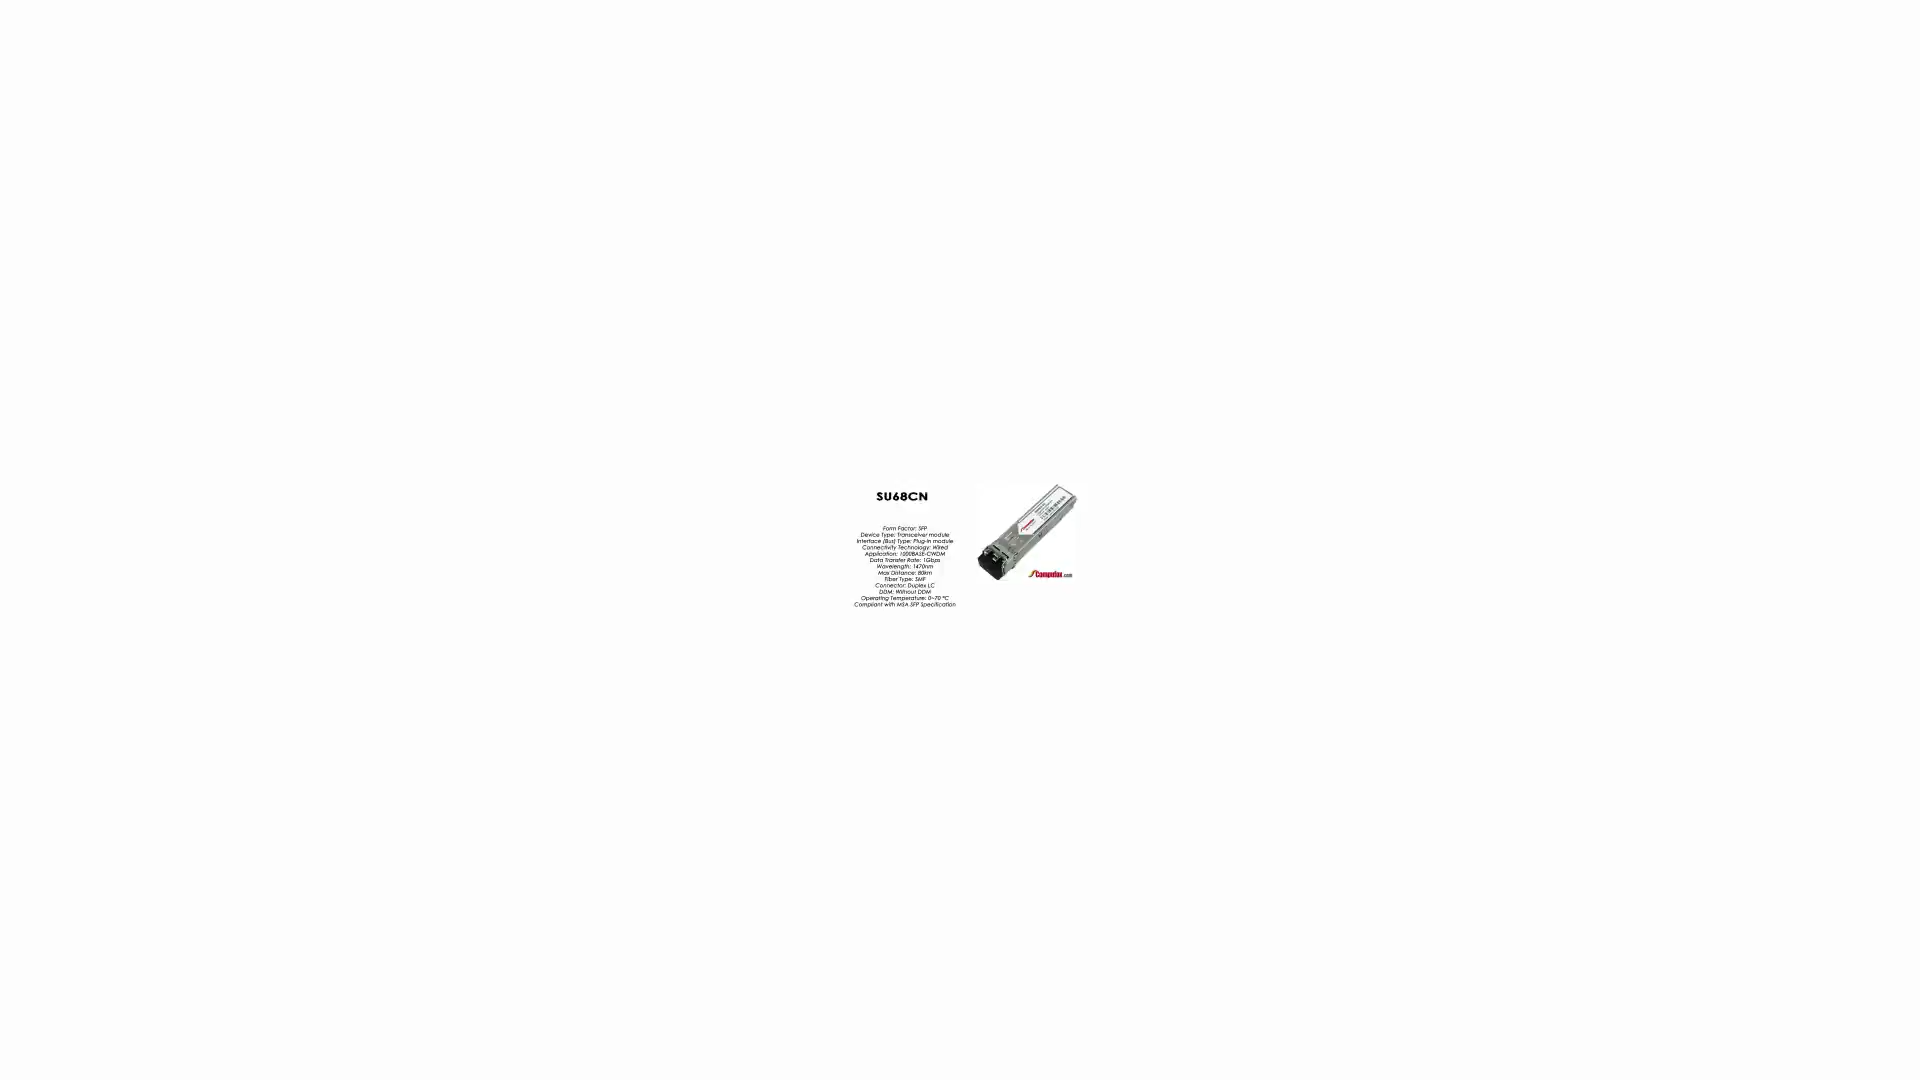 SU68CN
Form Factor: SFP
Device Type: Transceiver module
Interface (Bus) Type: Plug-in module
Connectivity Technology: Wired
Application: 1000BASE-CWDM
Data Transfer Rate: 1Gbps
Wavelength: 1470nm
Max Distance: 80km
Fiber Type: SMF
Connector: Duplex LC
DDM: Without DDM
Operating Temperature: 0~70 °C
Compliant with MSA SFP Specification
Compufox.com